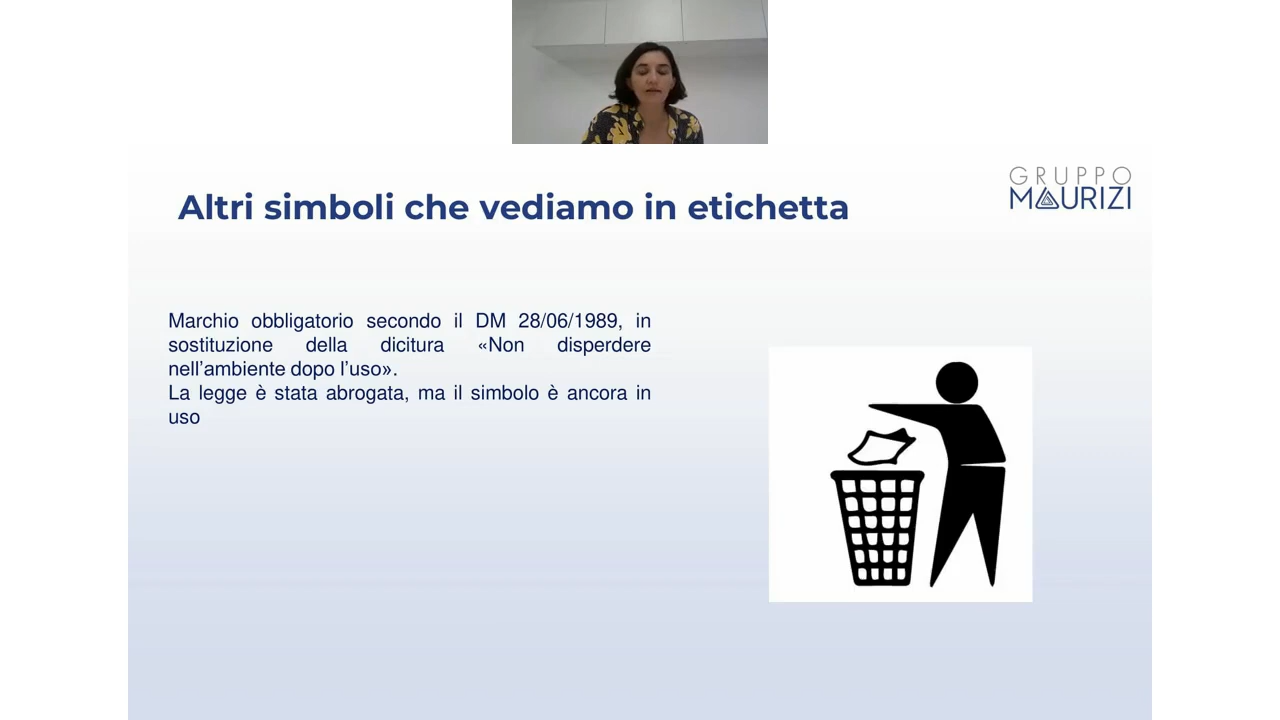 GRUPPO
MAURIZI
Altri simboli che vediamo in etichetta
Marchio obbligatorio secondo il DM 28/06/1989, in
sostituzione della dicitura «Non disperdere
nell'ambiente dopo l'uso».
La legge è stata abrogata, ma il simbolo è ancora in
uso